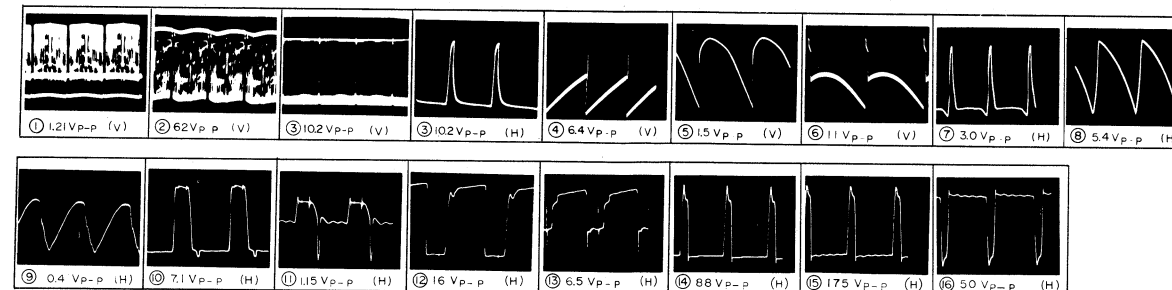 ① 1.21 Vp-p (V) ② 62 Vp-p (V) ③ 10.2 Vp-p (V) ③ 10.2 Vp-p (H) ④ 6.4 Vp-p (V) ⑤ 1.5 Vp-p (V) ⑥ 11 Vp-p (V) ⑦ 3.0 Vp-p (H) ⑧ 5.4 Vp-p (H)
⑨ 0.4 Vp-p (H) ⑩ 7.1 Vp-p (H) ⑪ 1.15 Vp-p (H) ⑫ 16 Vp-p (H) ⑬ 6.5 Vp-p (H) ⑭ 88 Vp-p (H) ⑮ 175 Vp-p (H) ⑯ 50 Vp-p (H)